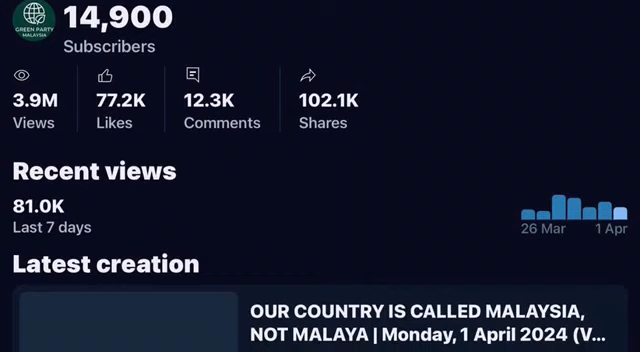 14,900
GREEN PARTY
MALAYSIA
Subscribers
3.9M 77.2K 12.3K 102.1K
Views Likes Comments Shares
Recent views
81.0K
Last 7 days
26 Mar 1 Apr
Latest creation
OUR COUNTRY IS CALLED MALAYSIA,
NOT MALAYA | Monday, 1 April 2024 (V...